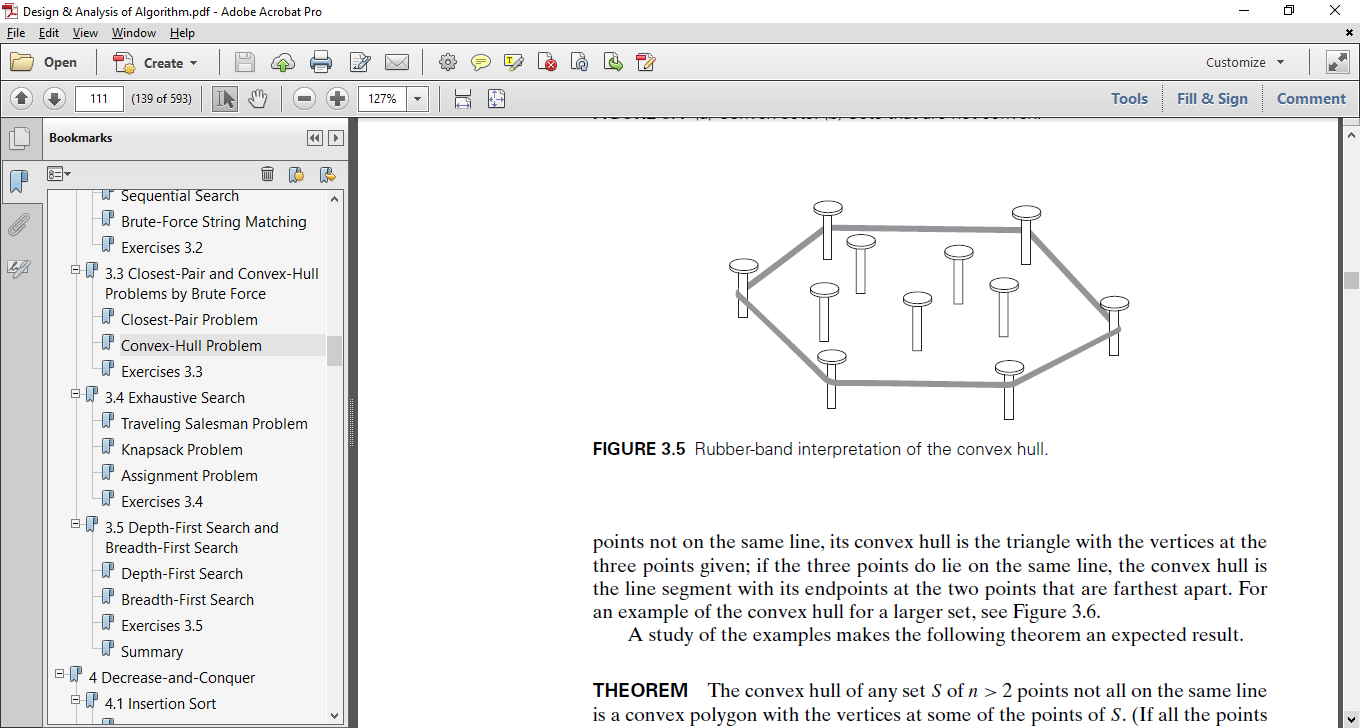 Design & Analysis of Algorithm.pdf - Adobe Acrobat Pro
File Edit View Window Help
Open Create Customize
111 (139 of 593) 127% Tools Fill & Sign Comment
Bookmarks
Sequential Search
Brute-Force String Matching
Exercises 3.2
3.3 Closest-Pair and Convex-Hull
Problems by Brute Force
Closest-Pair Problem
Convex-Hull Problem
Exercises 3.3
3.4 Exhaustive Search
Traveling Salesman Problem
Knapsack Problem
Assignment Problem
Exercises 3.4
3.5 Depth-First Search and
Breadth-First Search
Depth-First Search
Breadth-First Search
Exercises 3.5
Summary
4 Decrease-and-Conquer
4.1 Insertion Sort
FIGURE 3.5 Rubber-band interpretation of the convex hull.
points not on the same line, its convex hull is the triangle with the vertices at the
three points given; if the three points do lie on the same line, the convex hull is
the line segment with its endpoints at the two points that are farthest apart. For
an example of the convex hull for a larger set, see Figure 3.6.
A study of the examples makes the following theorem an expected result.
THEOREM The convex hull of any set S of n > 2 points not all on the same line
is a convex polygon with the vertices at some of the points of S. (If all the points